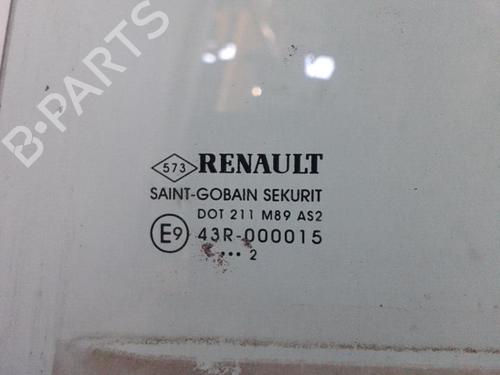 B-PARTS
573 RENAULT
SAINT-GOBAIN SEKURIT
DOT 211 M89 AS2
E9 43R-000015
••• 2